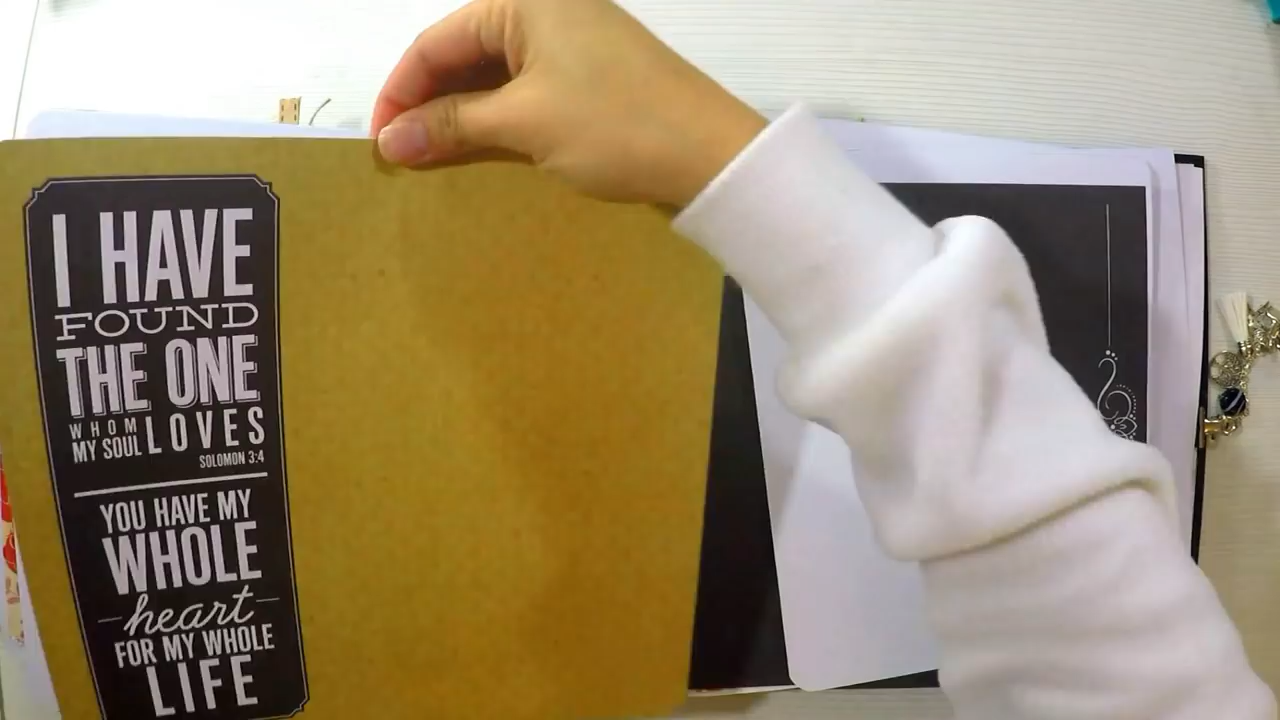 I HAVE
FOUND
THE ONE
WHOM
MY SOUL LOVES
SOLOMON 3:4
YOU HAVE MY
WHOLE
heart
FOR MY WHOLE
LIFE